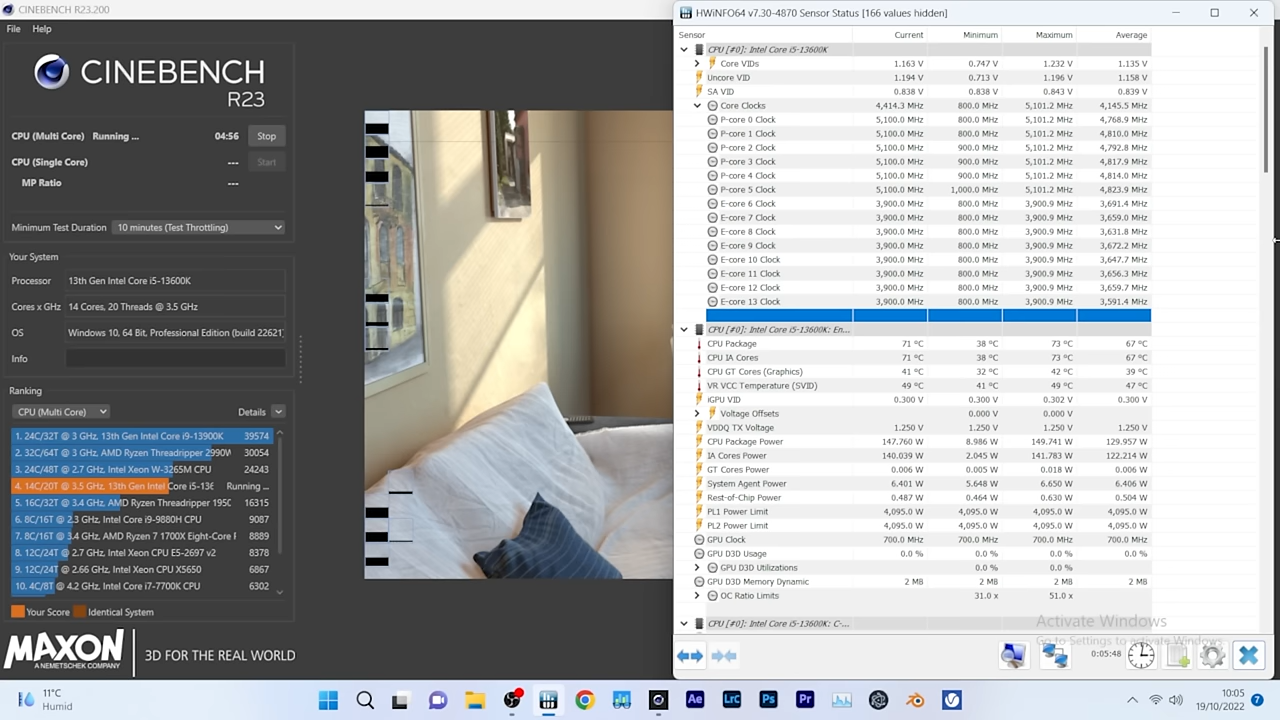 CINEBENCH R23.200
File Help
CINEBENCH
R23
CPU (Multi Core) Running ... 04:56 Stop
CPU (Single Core) --- Start
MP Ratio ---
Minimum Test Duration 10 minutes (Test Throttling)
Your System
Processor 13th Gen Intel Core i5-13600K
Cores x GHz 14 Cores, 20 Threads @ 3.5 GHz
OS Windows 10, 64 Bit, Professional Edition (build 22621)
Info
Ranking
CPU (Multi Core) Details
1. 24C/32T @ 3 GHz, 13th Gen Intel Core i9-13900K 39574
2. 32C/64T @ 3 GHz, AMD Ryzen Threadripper 2990W 30054
3. 24C/48T @ 2.7 GHz, Intel Xeon W-3265M CPU 24243
4. 14C/20T @ 3.5 GHz, 13th Gen Intel Core i5-136 Running ...
5. 16C/32T @ 3.4 GHz, AMD Ryzen Threadripper 195 16315
6. 8C/16T @ 2.3 GHz, Intel Core i9-9880H CPU 9087
7. 8C/16T @ 3.4 GHz, AMD Ryzen 7 1700X Eight-Core 8889
8. 12C/24T @ 2.7 GHz, Intel Xeon CPU E5-2697 v2 8378
9. 12C/24T @ 2.66 GHz, Intel Xeon CPU X5650 6867
10. 4C/8T @ 4.2 GHz, Intel Core i7-7700K CPU 6302
Your Score Identical System
MAXON
A NEMETSCHEK COMPANY
3D FOR THE REAL WORLD
HWiNFO64 v7.30-4870 Sensor Status [166 values hidden]
Sensor Current Minimum Maximum Average
CPU [#0]: Intel Core i5-13600K
Core VIDs 1.163 V 0.747 V 1.232 V 1.135 V
Uncore VID 1.194 V 0.713 V 1.196 V 1.158 V
SA VID 0.838 V 0.838 V 0.843 V 0.839 V
Core Clocks 4,414.3 MHz 800.0 MHz 5,101.2 MHz 4,145.5 MHz
P-core 0 Clock 5,100.0 MHz 800.0 MHz 5,101.2 MHz 4,768.9 MHz
P-core 1 Clock 5,100.0 MHz 900.0 MHz 5,101.2 MHz 4,810.0 MHz
P-core 2 Clock 5,100.0 MHz 900.0 MHz 5,101.2 MHz 4,792.8 MHz
P-core 3 Clock 5,100.0 MHz 900.0 MHz 5,101.2 MHz 4,817.9 MHz
P-core 4 Clock 5,100.0 MHz 900.0 MHz 5,101.2 MHz 4,814.0 MHz
P-core 5 Clock 5,100.0 MHz 1,000.0 MHz 5,101.2 MHz 4,823.9 MHz
E-core 6 Clock 3,900.0 MHz 800.0 MHz 3,900.9 MHz 3,691.4 MHz
E-core 7 Clock 3,900.0 MHz 800.0 MHz 3,900.9 MHz 3,659.0 MHz
E-core 8 Clock 3,900.0 MHz 800.0 MHz 3,900.9 MHz 3,631.8 MHz
E-core 9 Clock 3,900.0 MHz 800.0 MHz 3,900.9 MHz 3,672.2 MHz
E-core 10 Clock 3,900.0 MHz 800.0 MHz 3,900.9 MHz 3,647.7 MHz
E-core 11 Clock 3,900.0 MHz 800.0 MHz 3,900.9 MHz 3,656.3 MHz
E-core 12 Clock 3,900.0 MHz 800.0 MHz 3,900.9 MHz 3,659.7 MHz
E-core 13 Clock 3,900.0 MHz 800.0 MHz 3,900.9 MHz 3,591.4 MHz
CPU [#0]: Intel Core i5-13600K: En...
CPU Package 71 ºC 38 ºC 73 ºC 67 ºC
CPU IA Cores 71 ºC 38 ºC 73 ºC 67 ºC
CPU GT Cores (Graphics) 41 ºC 32 ºC 42 ºC 39 ºC
VR VCC Temperature (SVID) 49 ºC 41 ºC 49 ºC 47 ºC
iGPU VID 0.300 V 0.300 V 0.302 V 0.300 V
Voltage Offsets 0.000 V 0.000 V
VDDQ TX Voltage 1.250 V 1.250 V 1.250 V 1.250 V
CPU Package Power 147.760 W 8.986 W 149.741 W 129.957 W
IA Cores Power 140.039 W 2.045 W 141.783 W 122.214 W
GT Cores Power 0.006 W 0.005 W 0.018 W 0.006 W
System Agent Power 6.401 W 5.648 W 6.650 W 6.406 W
Rest-of-Chip Power 0.487 W 0.464 W 0.630 W 0.504 W
PL1 Power Limit 4,095.0 W 4,095.0 W 4,095.0 W 4,095.0 W
PL2 Power Limit 4,095.0 W 4,095.0 W 4,095.0 W 4,095.0 W
GPU Clock 700.0 MHz 700.0 MHz 700.0 MHz 700.0 MHz
GPU D3D Usage 0.0 % 0.0 % 0.0 % 0.0 %
GPU D3D Utilizations 0.0 % 0.0 %
GPU D3D Memory Dynamic 2 MB 2 MB 2 MB 2 MB
OC Ratio Limits 31.0 x 51.0 x
CPU [#0]: Intel Core i5-13600K: C-...
Activate Windows
Go to Settings to activate Windows.
0:05:48
11°C
Humid
Ae Lrc Ps Pr
10:05
19/10/2022
7